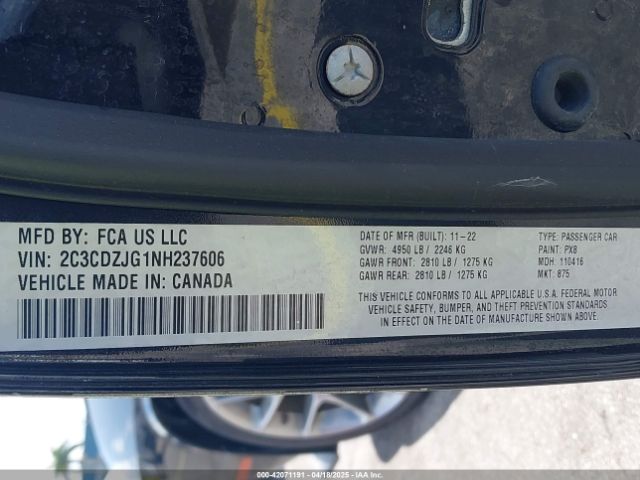 MFD BY: FCA US LLC
VIN: 2C3CDZJG1NH237606
VEHICLE MADE IN: CANADA
DATE OF MFR (BUILT): 11-22
GVWR: 4950 LB / 2246 KG
GAWR FRONT: 2810 LB / 1275 KG
GAWR REAR: 2810 LB / 1275 KG
TYPE: PASSENGER CAR
PAINT: PX8
MDH: 110416
MKT: 875
THIS VEHICLE CONFORMS TO ALL APPLICABLE U.S.A. FEDERAL MOTOR
VEHICLE SAFETY, BUMPER, AND THEFT PREVENTION STANDARDS
IN EFFECT ON THE DATE OF MANUFACTURE SHOWN ABOVE.
000-42071191 - 04/18/2025 - IAAI.COM